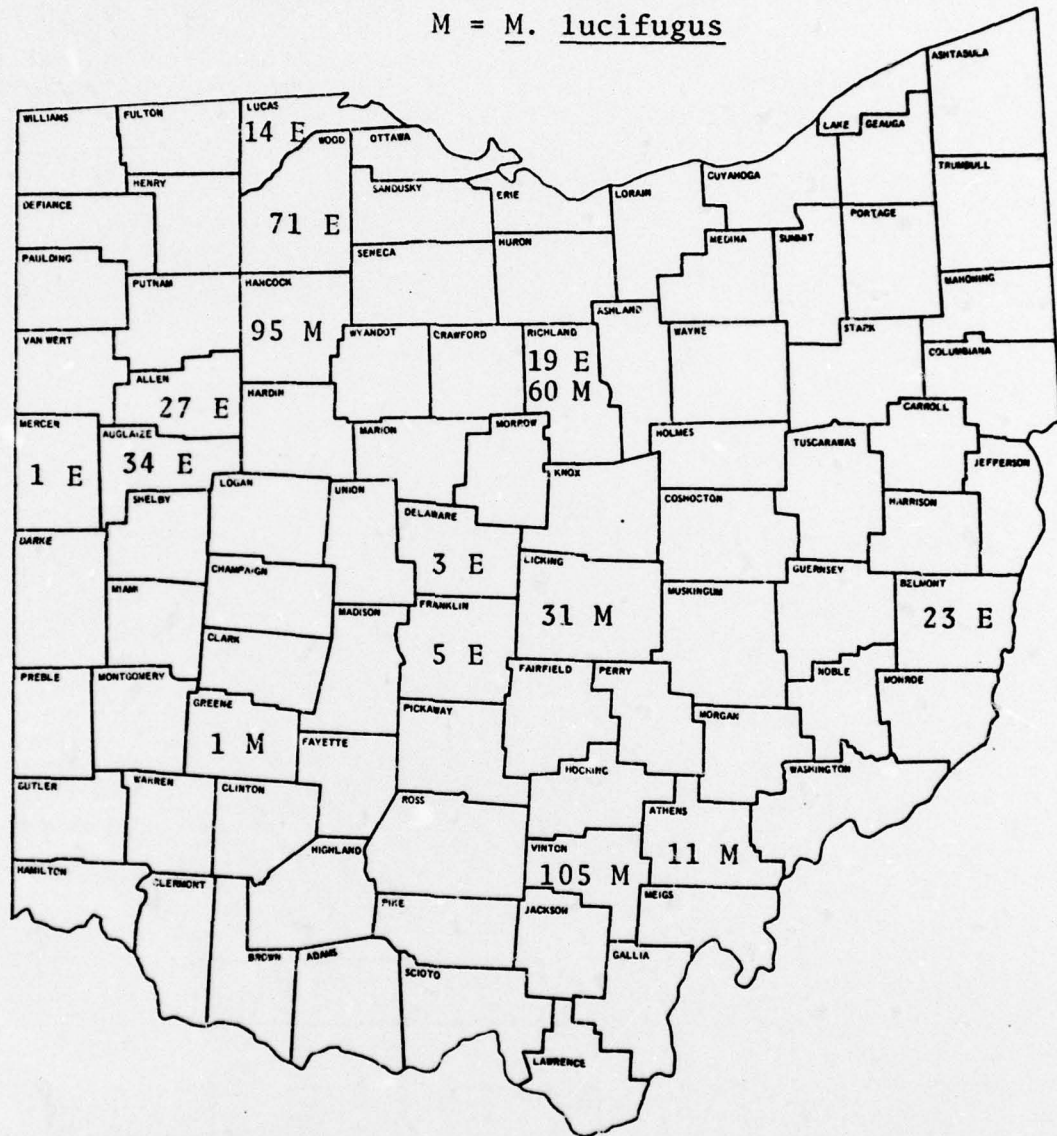 M = M. lucifugus
ASHTABULA
WILLIAMS
FULTON
LUCAS
14 E
WOOD
OTTAWA
LAKE
GEAUGA
HENRY
SANDUSKY
ERIE
LORAIN
CUYAHOGA
TRUMBULL
DEFIANCE
71 E
PORTAGE
PAULDING
SENECA
HURON
MEDINA
SUMMIT
PUTNAM
HANCOCK
MAHONING
95 M
ASHLAND
VAN WERT
WYANDOT
CRAWFORD
RICHLAND
WAYNE
STARK
COLUMBIANA
19 E
60 M
ALLEN
27 E
HARDIN
CARROLL
MERCER
AUGLAIZE
MARION
MORROW
HOLMES
TUSCARAWAS
JEFFERSON
1 E
34 E
KNOX
LOGAN
UNION
SHELBY
COSHOCTON
HARRISON
DELAWARE
DARKE
3 E
LICKING
GUERNSEY
CHAMPAIGN
BELMONT
MIAMI
MADISON
FRANKLIN
31 M
MUSKINGUM
23 E
CLARK
5 E
PREBLE
MONTGOMERY
FAIRFIELD
PERRY
NOBLE
MONROE
GREENE
PICKAWAY
MORGAN
1 M
FAYETTE
HOCKING
WASHINGTON
BUTLER
WARREN
CLINTON
ROSS
ATHENS
HIGHLAND
VINTON
11 M
HAMILTON
CLERMONT
105 M
MEIGS
PIKE
JACKSON
BROWN
ADAMS
GALLIA
SCIOTO
LAWRENCE